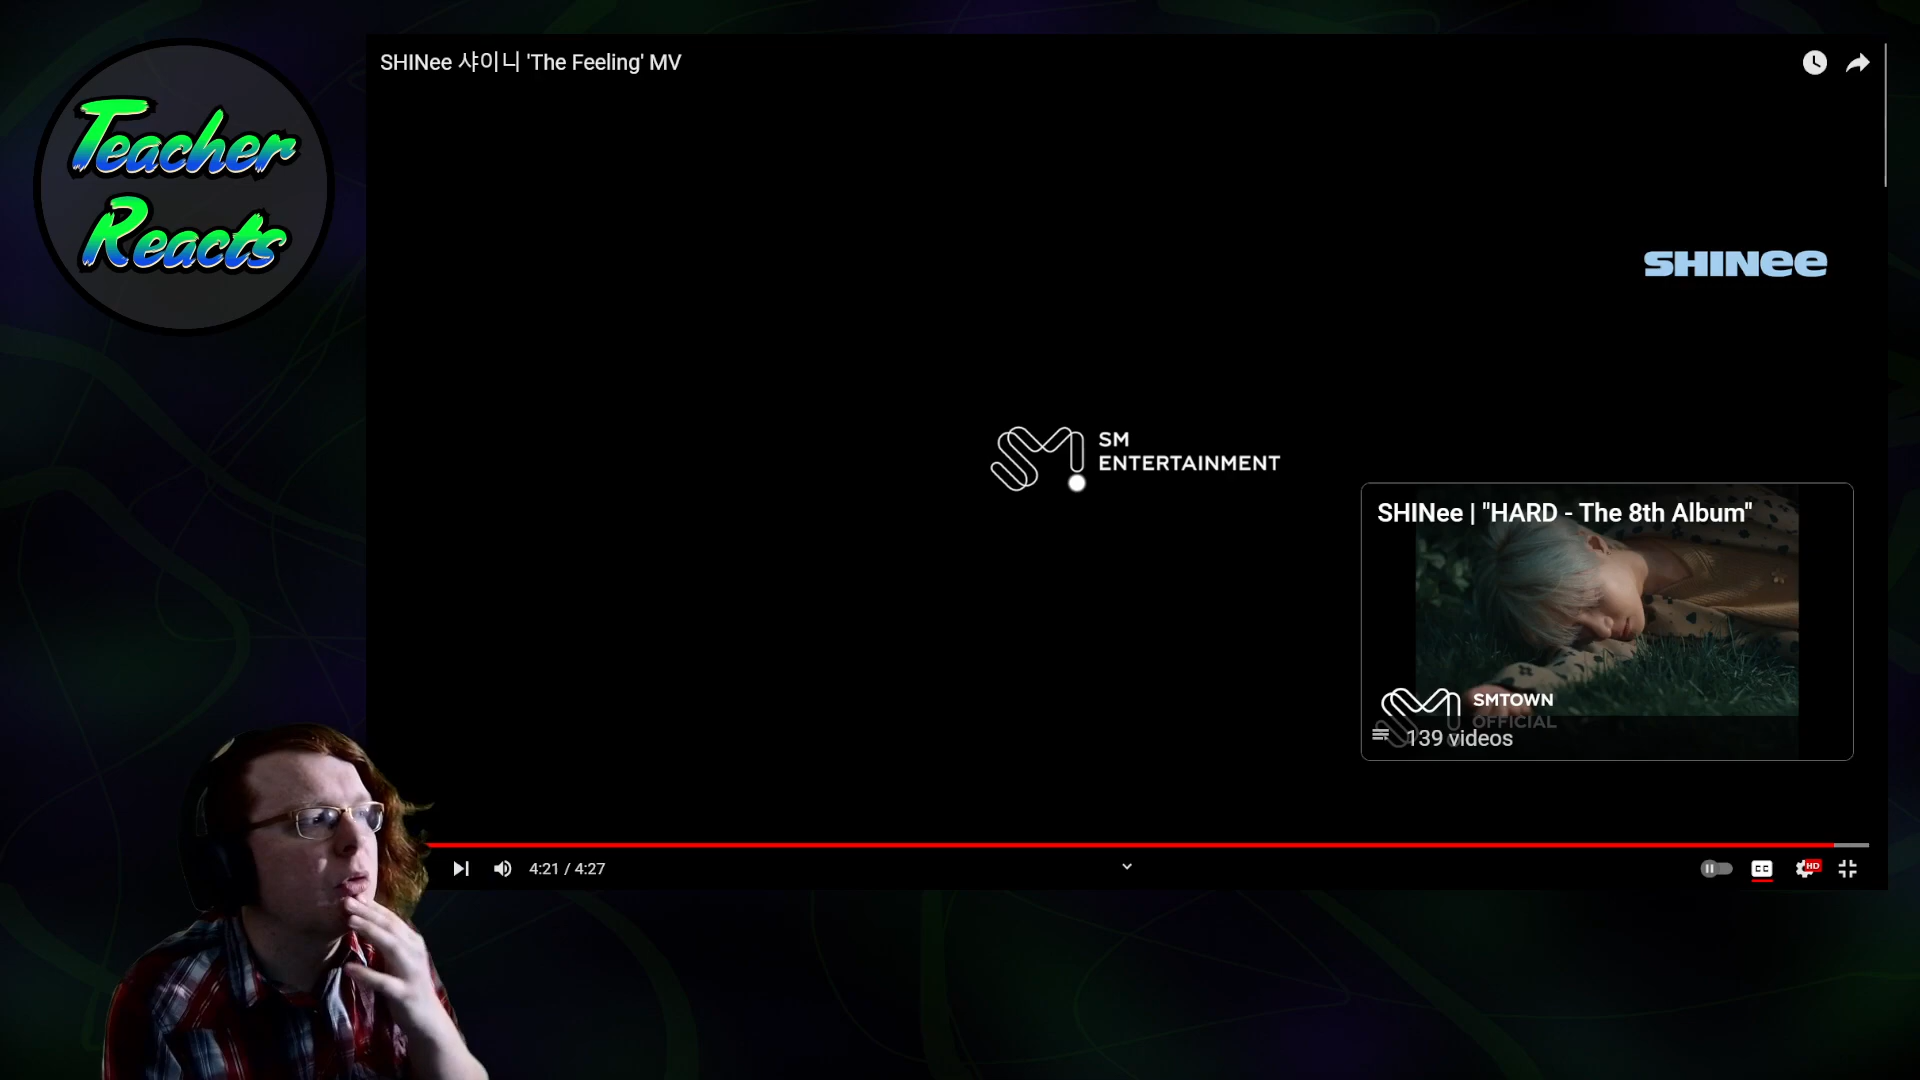 Teacher
Reacts
SHINee 샤이니 'The Feeling' MV
SHINee
SM
ENTERTAINMENT
SHINee | "HARD - The 8th Album"
SMTOWN
OFFICIAL
139 videos
4:21 / 4:27
CC
HD